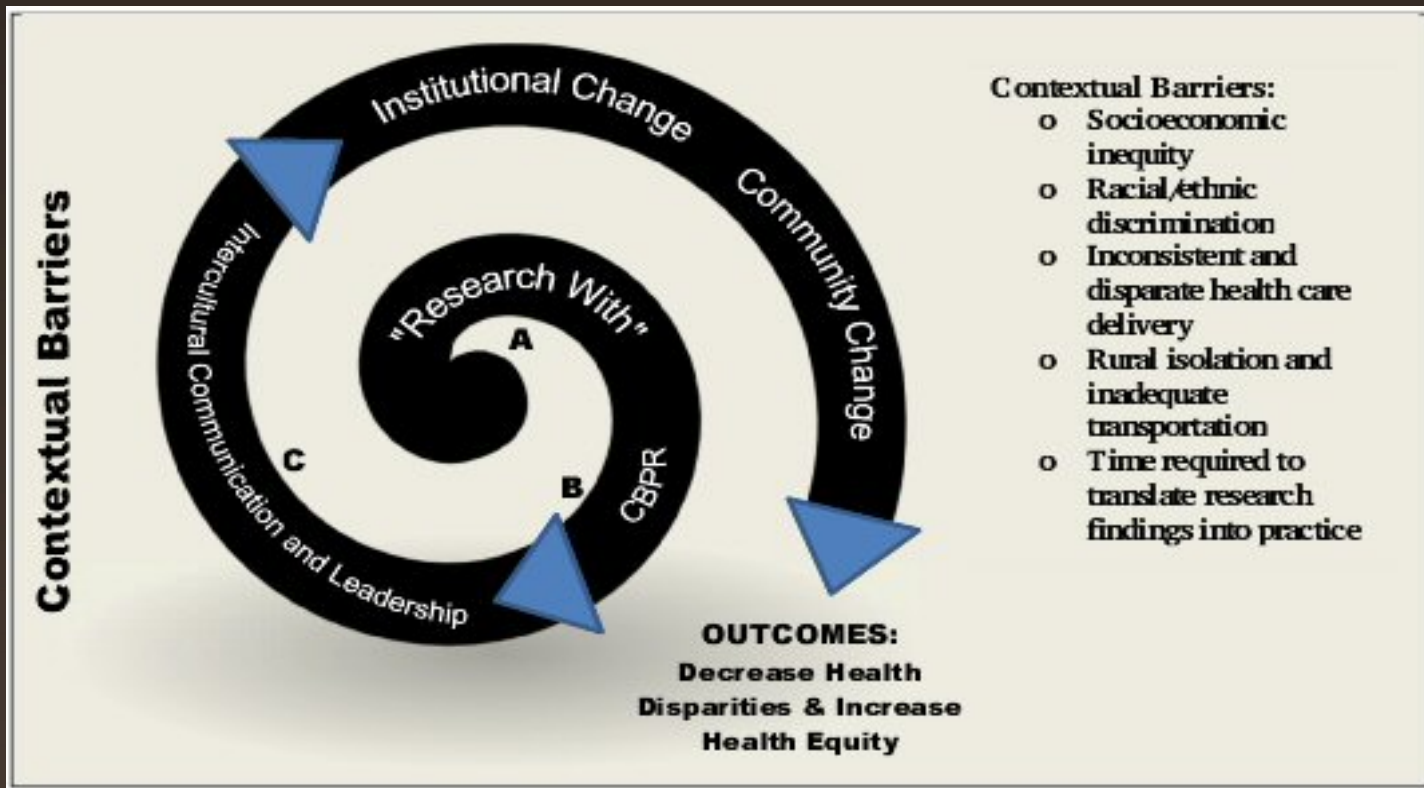 Contextual Barriers
Institutional Change
Community Change
"Research With"
A
CBPR
B
Intercultural Communication and Leadership
C
OUTCOMES:
Decrease Health
Disparities & Increase
Health Equity
Contextual Barriers:
o Socioeconomic
inequity
o Racial/ethnic
discrimination
o Inconsistent and
disparate health care
delivery
o Rural isolation and
inadequate
transportation
o Time required to
translate research
findings into practice